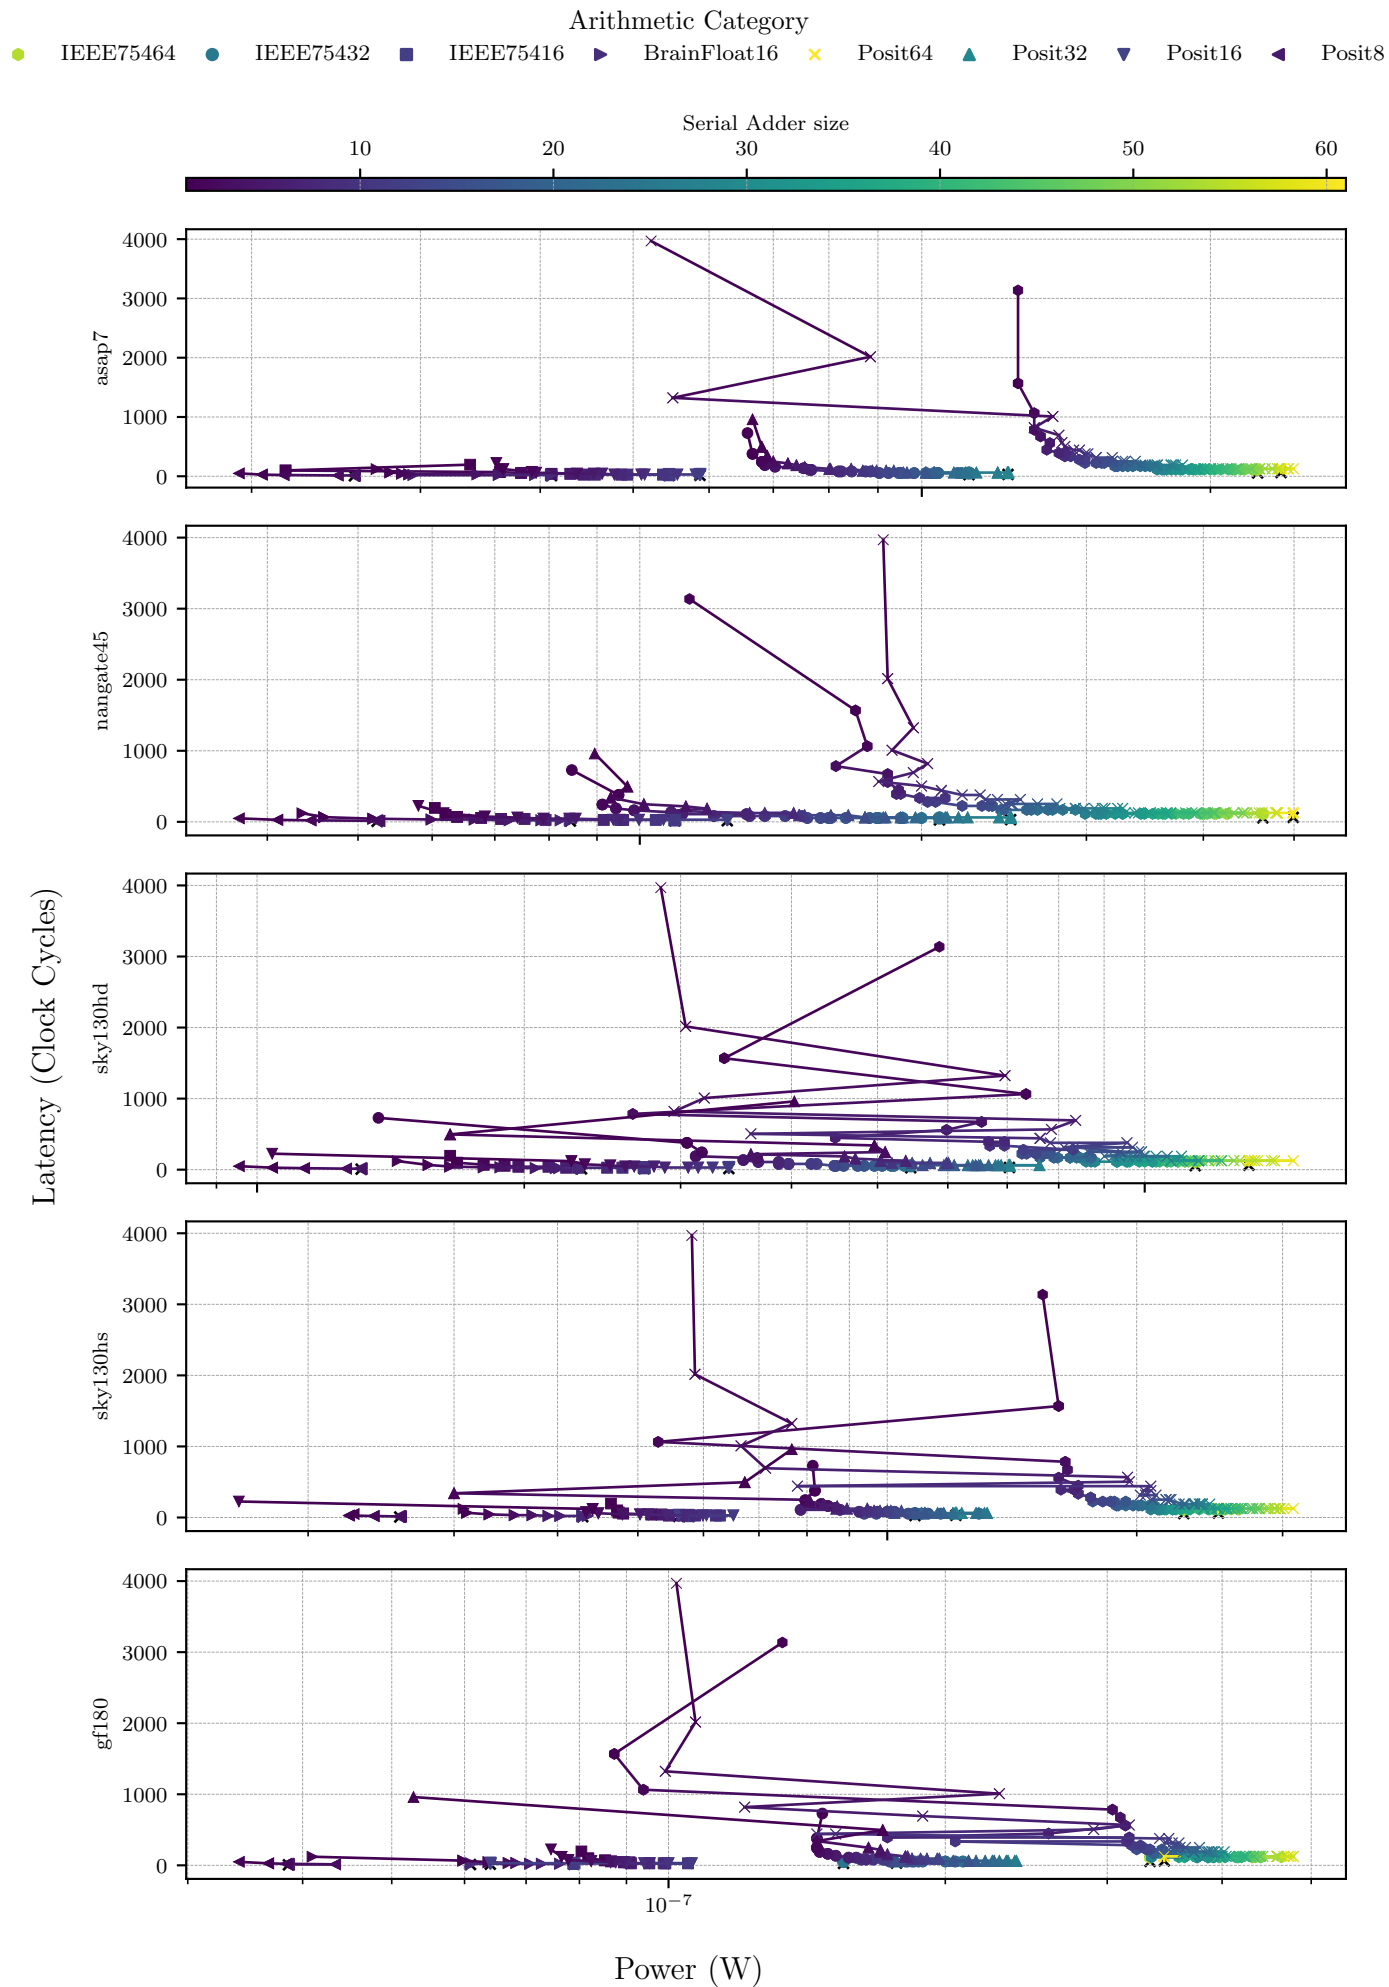 Arithmetic Category
IEEE75464 IEEE75432 IEEE75416 BrainFloat16 Posit64 Posit32 Posit16 Posit8
Serial Adder size
10 20 30 40 50 60
4000
3000
2000
1000
0
asap7
4000
3000
2000
1000
0
nangate45
4000
3000
2000
1000
0
sky130hd
4000
3000
2000
1000
0
sky130hs
4000
3000
2000
1000
0
gf180
Latency (Clock Cycles)
10⁻⁷
Power (W)